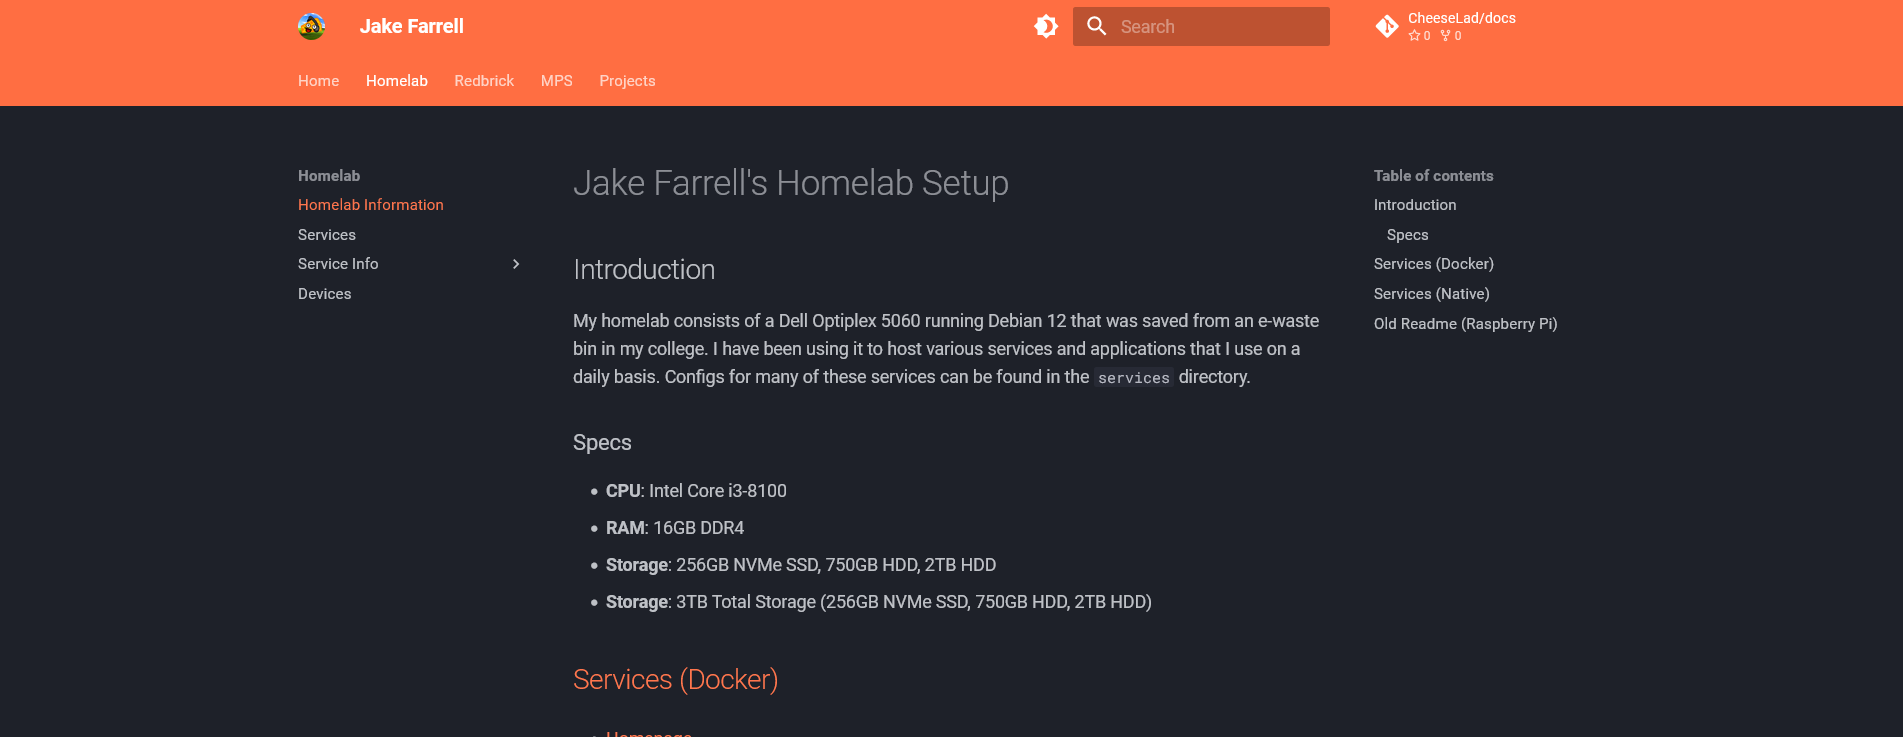 Jake Farrell
Search
CheeseLad/docs
0 0
Home Homelab Redbrick MPS Projects
Homelab
Homelab Information
Services
Service Info
Devices
Jake Farrell's Homelab Setup
Introduction
My homelab consists of a Dell Optiplex 5060 running Debian 12 that was saved from an e-waste
bin in my college. I have been using it to host various services and applications that I use on a
daily basis. Configs for many of these services can be found in the services directory.
Specs
• CPU: Intel Core i3-8100
• RAM: 16GB DDR4
• Storage: 256GB NVMe SSD, 750GB HDD, 2TB HDD
• Storage: 3TB Total Storage (256GB NVMe SSD, 750GB HDD, 2TB HDD)
Services (Docker)
• Homepage
Table of contents
Introduction
Specs
Services (Docker)
Services (Native)
Old Readme (Raspberry Pi)